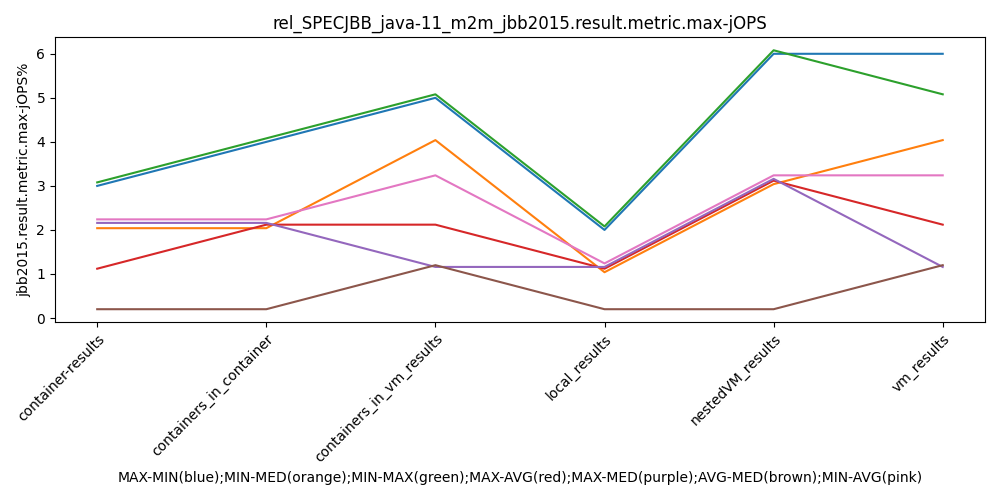 rel_SPECJBB_java-11_m2m_jbb2015.result.metric.max-jOPS
jbb2015.result.metric.max-jOPS%
6
5
4
3
2
1
0
container-results
containers_in_container
containers_in_vm_results
local_results
nestedVM_results
vm_results
MAX-MIN(blue);MIN-MED(orange);MIN-MAX(green);MAX-AVG(red);MAX-MED(purple);AVG-MED(brown);MIN-AVG(pink)